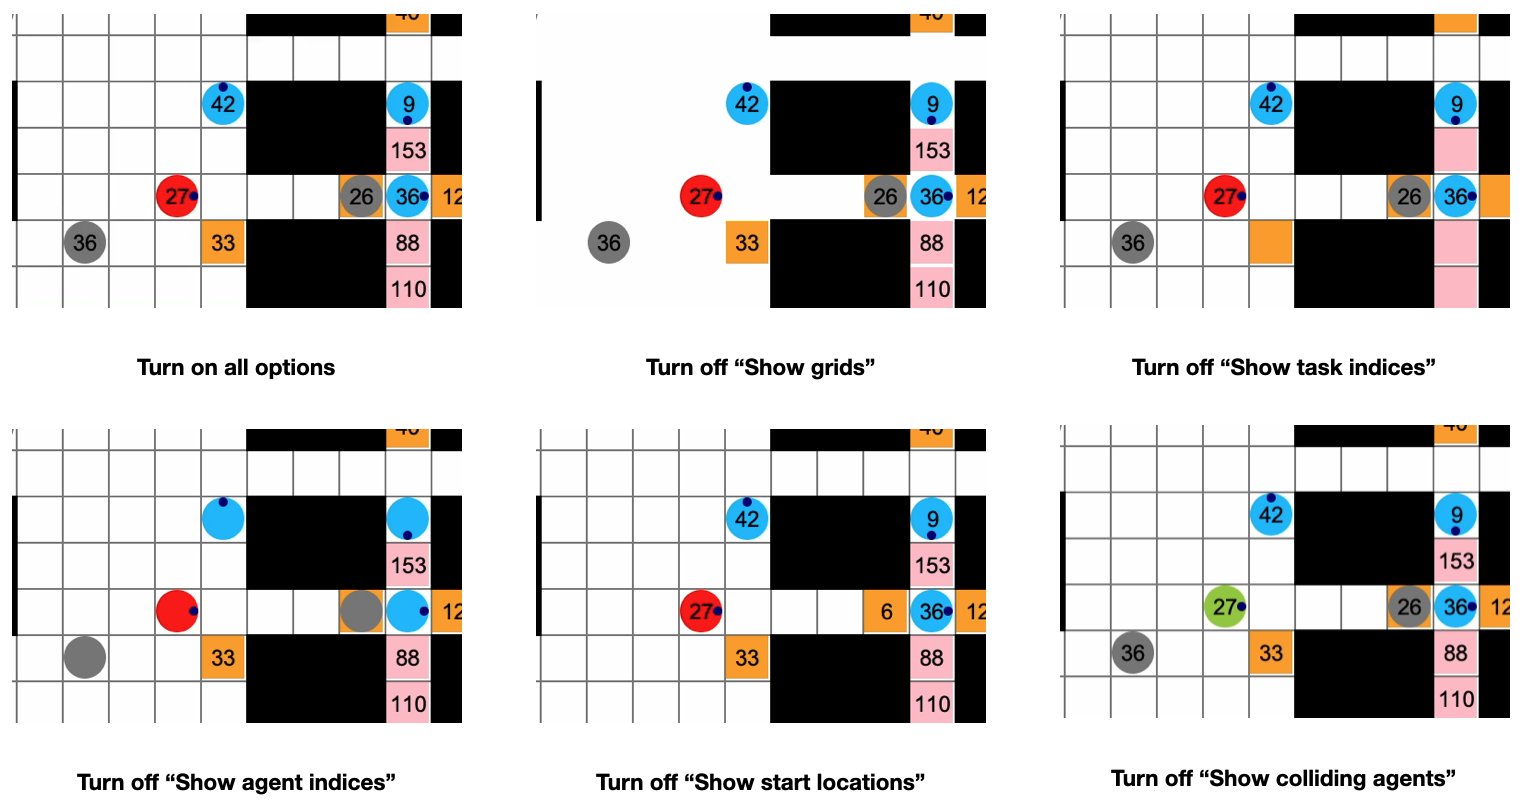 42 9
153
27 26 36 12
36 33 88
110
Turn on all options
42 9
153
27 26 36 12
36 33 88
110
Turn off “Show grids”
42 9
27 26 36
36
Turn off “Show task indices”
153
12
33 88
110
Turn off “Show agent indices”
42 9
153
27 6 36 12
33 88
110
Turn off “Show start locations”
42 9
153
27 26 36 12
36 33 88
110
Turn off “Show colliding agents”